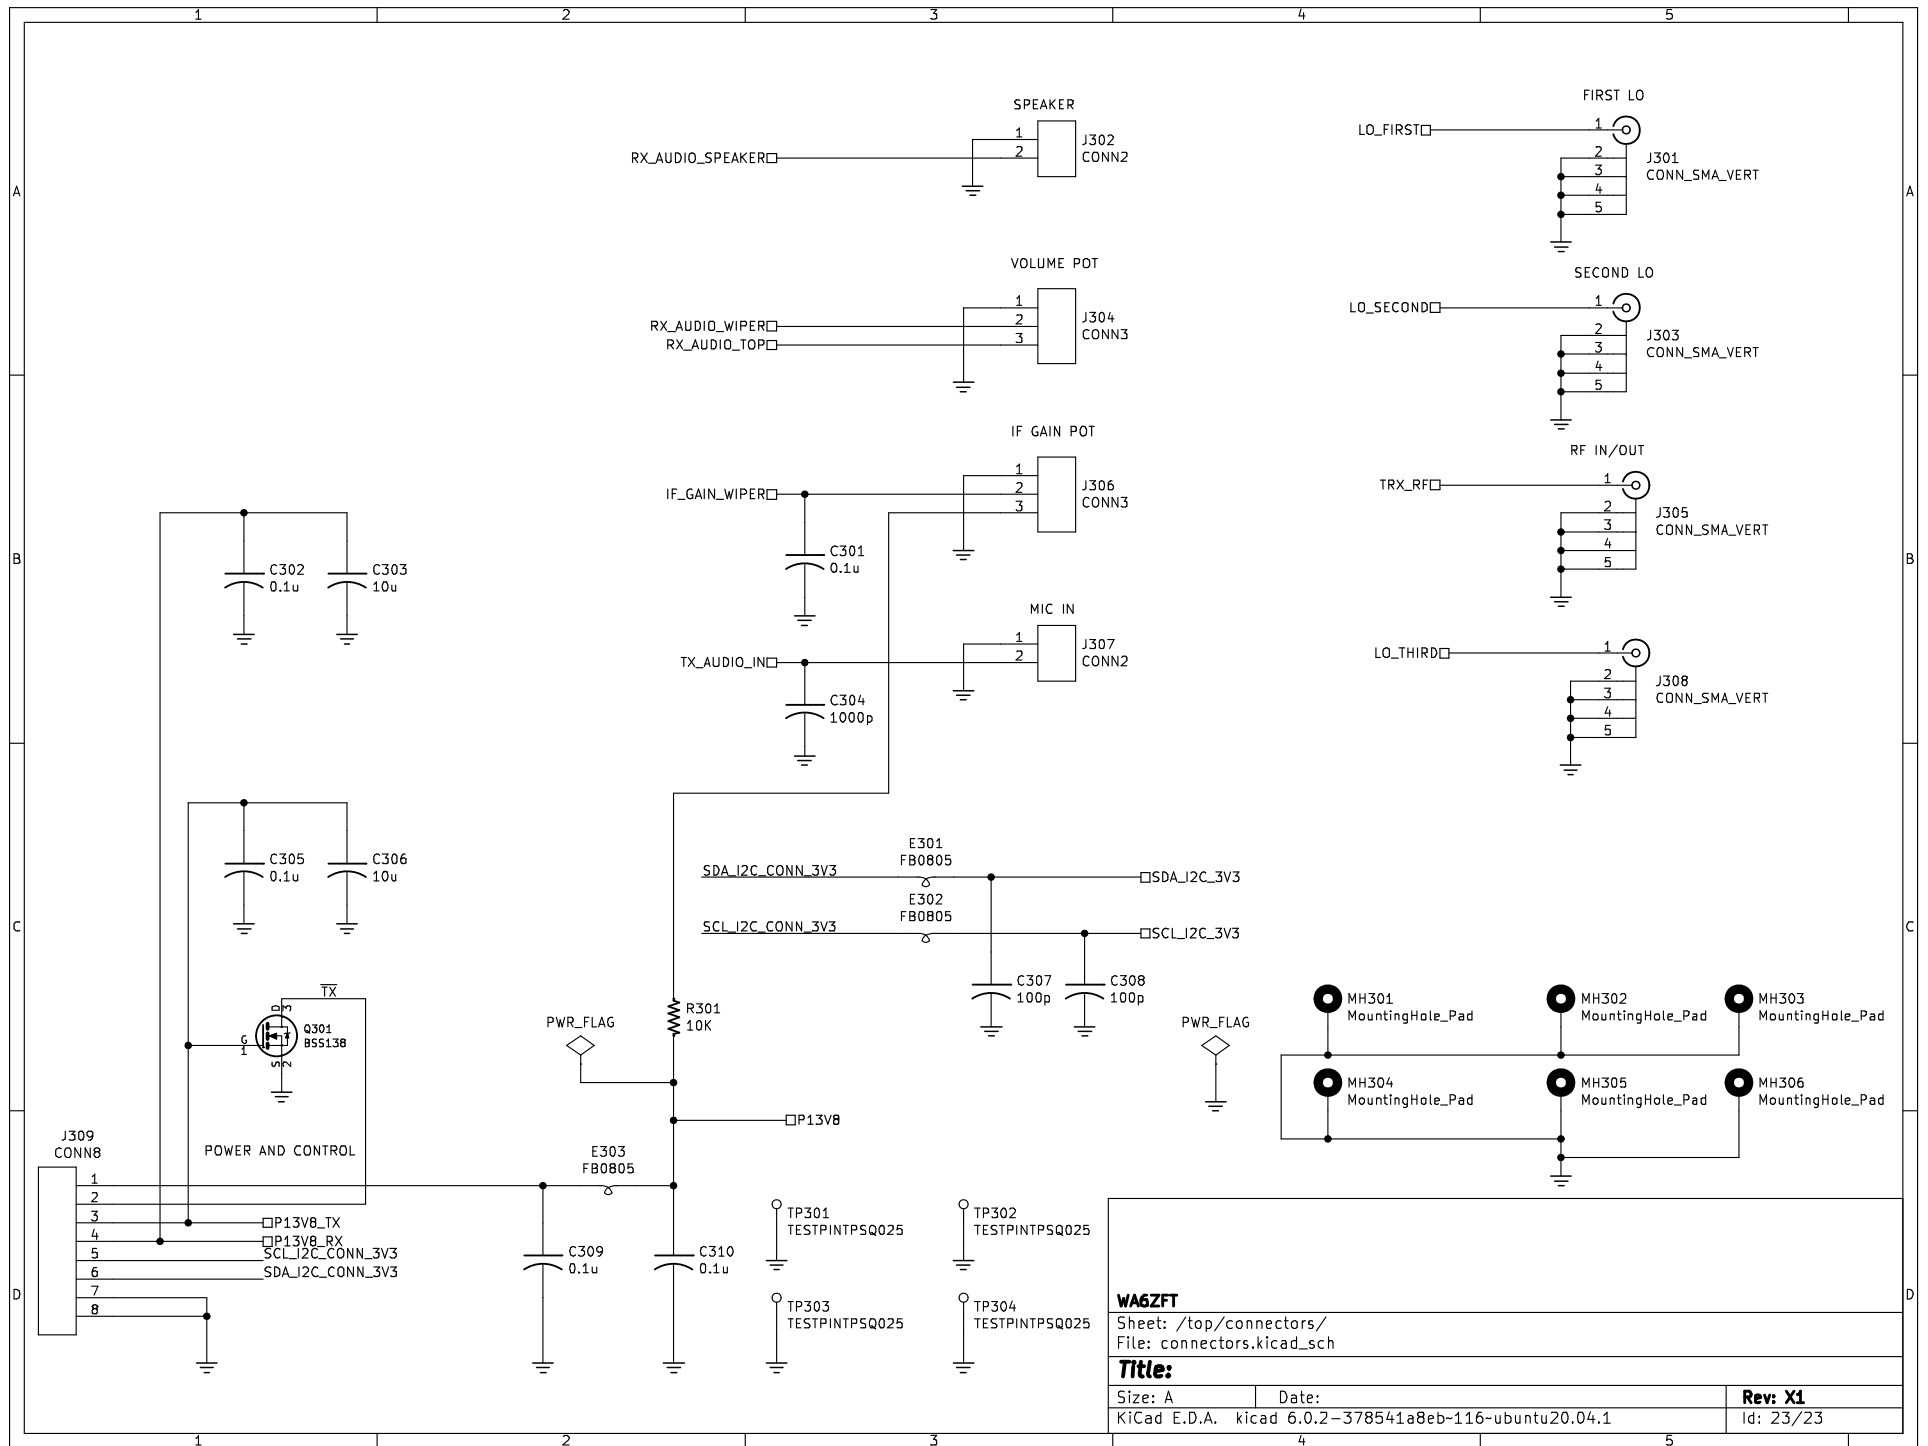 1 2 3 4 5
A A
B B
C C
D D
SPEAKER
1
2
J302
CONN2
RX_AUDIO_SPEAKER
VOLUME POT
1
2
3
J304
CONN3
RX_AUDIO_WIPER
RX_AUDIO_TOP
IF GAIN POT
1
2
3
J306
CONN3
IF_GAIN_WIPER
C301
0.1u
MIC IN
1
2
J307
CONN2
TX_AUDIO_IN
C304
1000p
FIRST LO
LO_FIRST
1
2
3
4
5
J301
CONN_SMA_VERT
SECOND LO
LO_SECOND
1
2
3
4
5
J303
CONN_SMA_VERT
RF IN/OUT
TRX_RF
1
2
3
4
5
J305
CONN_SMA_VERT
LO_THIRD
1
2
3
4
5
J308
CONN_SMA_VERT
C302
0.1u
C303
10u
C305
0.1u
C306
10u
E301
FB0805
SDA_I2C_CONN_3V3
SDA_I2C_3V3
E302
FB0805
SCL_I2C_CONN_3V3
SCL_I2C_3V3
C307
100p
C308
100p
TX
D
3
G
1
S
2
Q301
BSS138
R301
10K
PWR_FLAG
PWR_FLAG
P13V8
MH301
MountingHole_Pad
MH302
MountingHole_Pad
MH303
MountingHole_Pad
MH304
MountingHole_Pad
MH305
MountingHole_Pad
MH306
MountingHole_Pad
J309
CONN8
POWER AND CONTROL
1
2
3
4
5
6
7
8
P13V8_TX
P13V8_RX
SCL_I2C_CONN_3V3
SDA_I2C_CONN_3V3
E303
FB0805
C309
0.1u
C310
0.1u
TP301
TESTPINTPSQ025
TP302
TESTPINTPSQ025
TP303
TESTPINTPSQ025
TP304
TESTPINTPSQ025
WA6ZFT
Sheet: /top/connectors/
File: connectors.kicad_sch
Title:
Size: A Date: Rev: X1
KiCad E.D.A. kicad 6.0.2-378541a8eb~116~ubuntu20.04.1 Id: 23/23
1 2 3 4 5